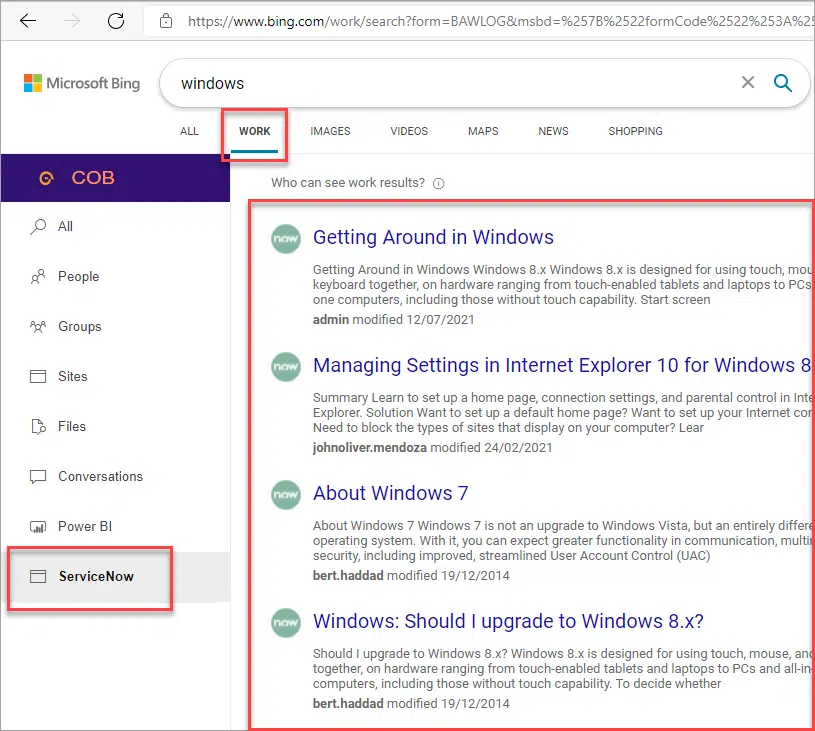 https://www.bing.com/work/search?form=BAWLOG&msbd=%257B%2522formCode%2522%253A%25
Microsoft Bing
windows
ALL WORK IMAGES VIDEOS MAPS NEWS SHOPPING
COB
Who can see work results?
All
People
Groups
Sites
Files
Conversations
Power BI
ServiceNow
now
Getting Around in Windows
Getting Around in Windows Windows 8.x Windows 8.x is designed for using touch, mou
keyboard together, on hardware ranging from touch-enabled tablets and laptops to PCs
one computers, including those without touch capability. Start screen
admin modified 12/07/2021
now
Managing Settings in Internet Explorer 10 for Windows 8
Summary Learn to set up a home page, connection settings, and parental control in Inte
Explorer. Solution Want to set up a default home page? Want to set up your Internet con
Need to block the types of sites that display on your computer? Lear
johnoliver.mendoza modified 24/02/2021
now
About Windows 7
About Windows 7 Windows 7 is not an upgrade to Windows Vista, but an entirely differe
operating system. With it, you can expect greater functionality in communication, multin
security, including improved, streamlined User Account Control (UAC)
bert.haddad modified 19/12/2014
now
Windows: Should I upgrade to Windows 8.x?
Should I upgrade to Windows 8.x? Windows 8.x is designed for using touch, mouse, and
together, on hardware ranging from touch-enabled tablets and laptops to PCs and all-in-
computers, including those without touch capability. To decide whether
bert.haddad modified 19/12/2014